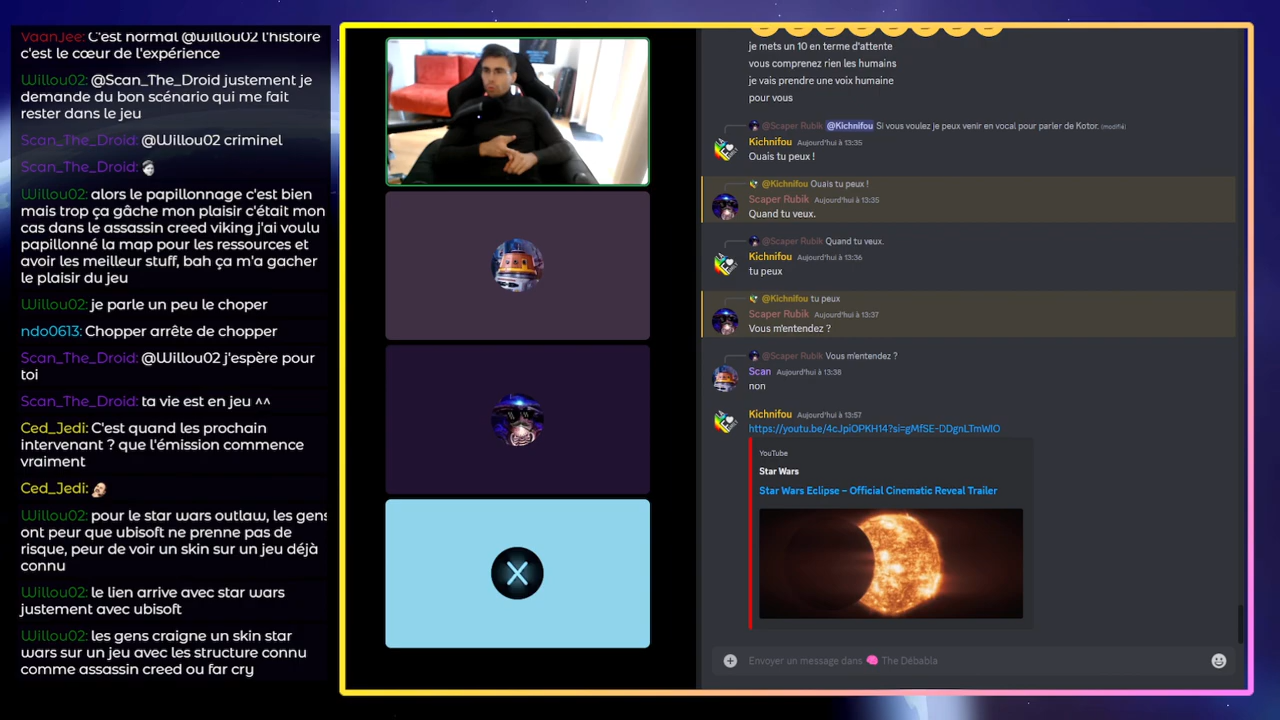 VaanJee: C'est normal @Willou02 l'histoire
c'est le cœur de l'expérience
Willou02: @Scan_The_Droid justement je
demande du bon scénario qui me fait
rester dans le jeu
Scan_The_Droid: @Willou02 criminel
Scan_The_Droid:
Willou02: alors le papillonnage c'est bien
mais trop ça gâche mon plaisir c'était mon
cas dans le assassin creed viking j'ai voulu
papillonné la map pour les ressources et
avoir les meilleur stuff, bah ça m'a gacher
le plaisir du jeu
Willou02: je parle un peu le choper
ndo0613: Chopper arrête de chopper
Scan_The_Droid: @Willou02 j'espère pour
toi
Scan_The_Droid: ta vie est en jeu ^^
Ced_Jedi: C'est quand les prochain
intervenant ? que l'émission commence
vraiment
Ced_Jedi:
Willou02: pour le star wars outlaw, les gens
ont peur que ubisoft ne prenne pas de
risque, peur de voir un skin sur un jeu déjà
connu
Willou02: le lien arrive avec star wars
justement avec ubisoft
Willou02: les gens craigne un skin star
wars sur un jeu avec les structure connu
comme assassin creed ou far cry
je mets un 10 en terme d'attente
vous comprenez rien les humains
je vais prendre une voix humaine
pour vous
@Scaper Rubik @Kichnifou Si vous voulez je peux venir en vocal pour parler de Kotor. (modifié)
Kichnifou Aujourd'hui à 13:35
Ouais tu peux !
@Kichnifou Ouais tu peux !
Scaper Rubik Aujourd'hui à 13:35
Quand tu veux.
@Scaper Rubik Quand tu veux.
Kichnifou Aujourd'hui à 13:36
tu peux
@Kichnifou tu peux
Scaper Rubik Aujourd'hui à 13:37
Vous m'entendez ?
@Scaper Rubik Vous m'entendez ?
Scan Aujourd'hui à 13:38
non
Kichnifou Aujourd'hui à 13:57
https://youtu.be/4cJpiOPKH14?si=gMfSE-DDgnLTmWlO
YouTube
Star Wars
Star Wars Eclipse – Official Cinematic Reveal Trailer
Envoyer un message dans 🧠 The Débabla